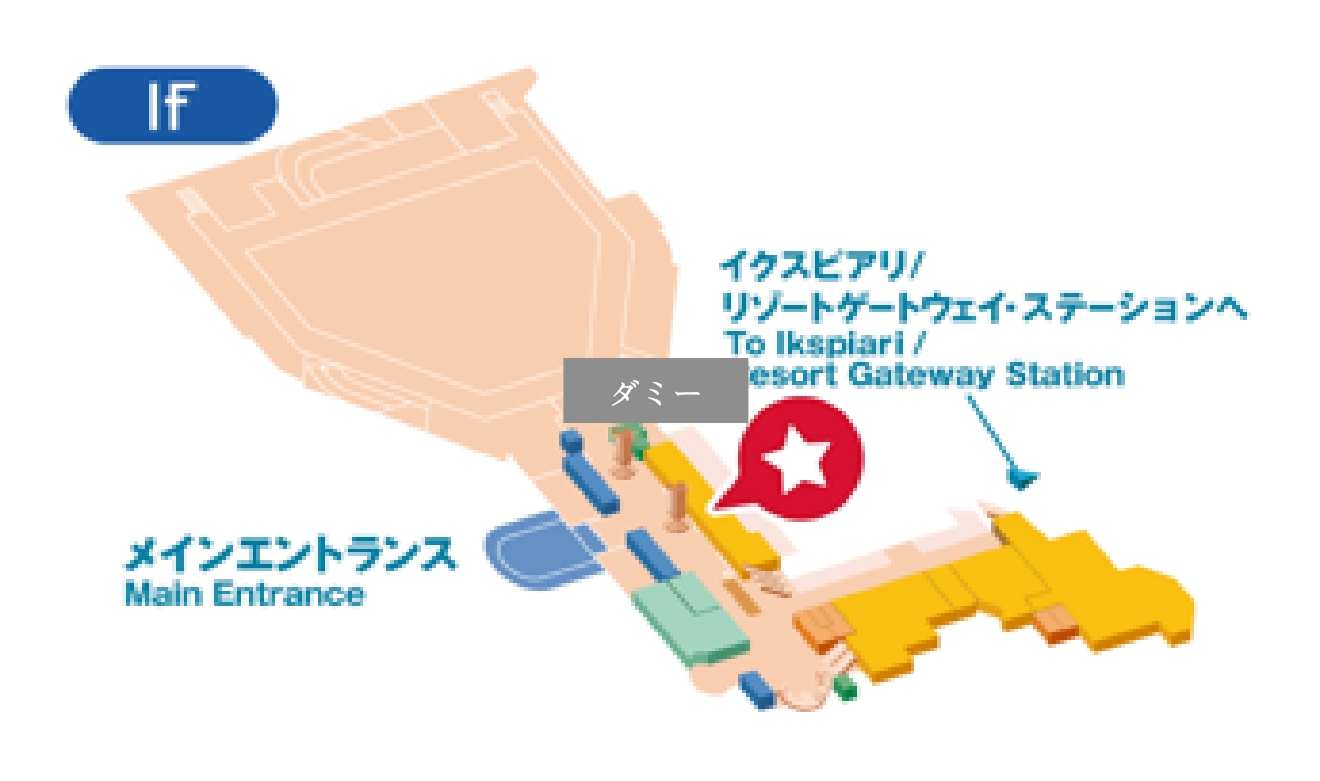 1f
イクスピアリ/
リゾートゲートウェイ・ステーションへ
To Ikspiari /
esort Gateway Station
ダミー
メインエントランス
Main Entrance